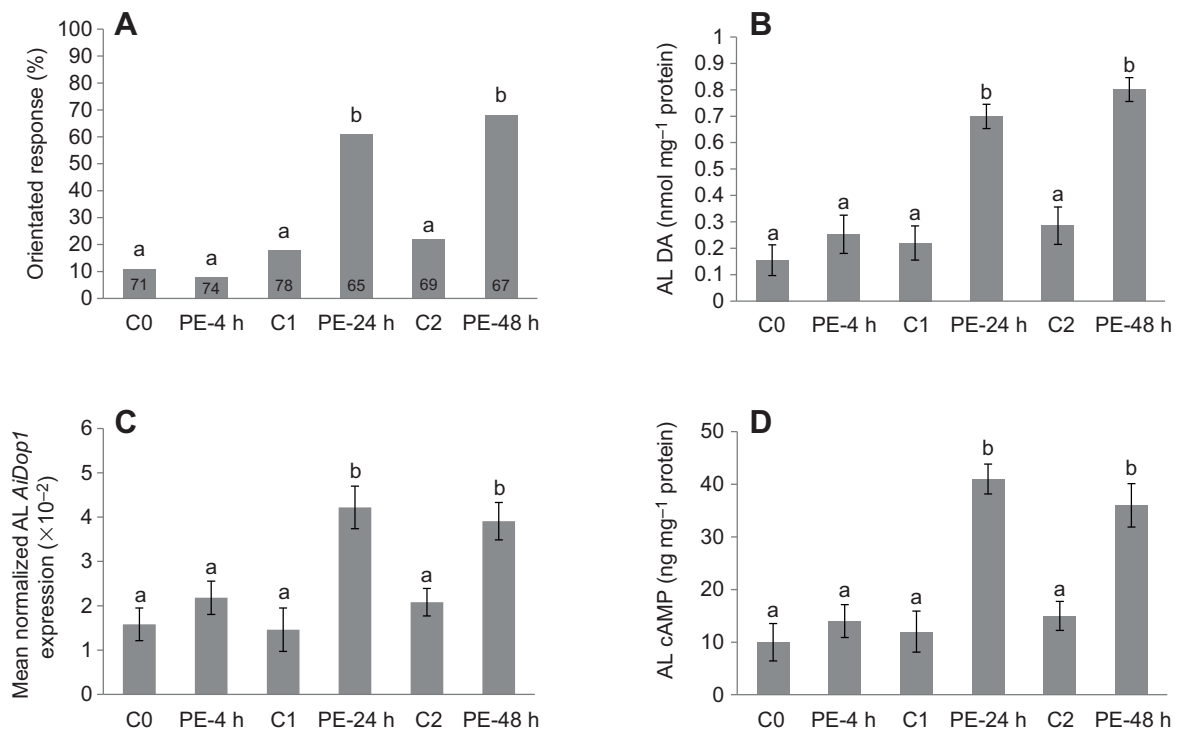 A
Orientated response (%)
100
90
80
70
60
50
40
30
20
10
0
a
a
a
b
a
b
71
74
78
65
69
67
C0 PE-4 h C1 PE-24 h C2 PE-48 h
B
AL DA (nmol mg–1 protein)
1
0.9
0.8
0.7
0.6
0.5
0.4
0.3
0.2
0.1
0
a
a
a
b
a
b
C0 PE-4 h C1 PE-24 h C2 PE-48 h
C
Mean normalized AL AiDop1
expression (×10–2)
6
5
4
3
2
1
0
a
a
a
b
a
b
C0 PE-4 h C1 PE-24 h C2 PE-48 h
D
AL cAMP (ng mg–1 protein)
50
40
30
20
10
0
a
a
a
b
a
b
C0 PE-4 h C1 PE-24 h C2 PE-48 h